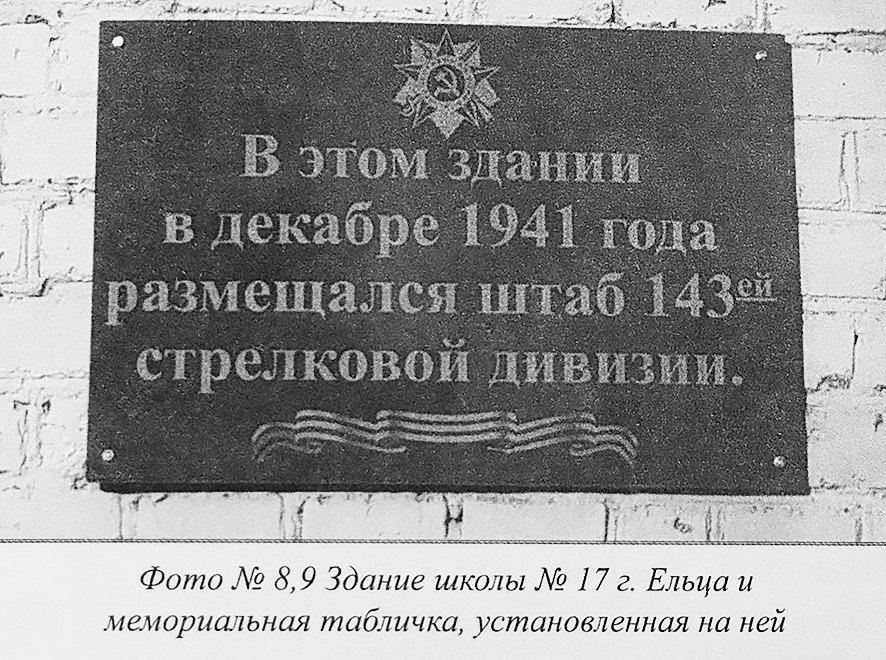 В этом здании
в декабре 1941 года
размещался штаб 143ей
стрелковой дивизии.
Фото № 8,9 Здание школы № 17 г. Ельца и
мемориальная табличка, установленная на ней